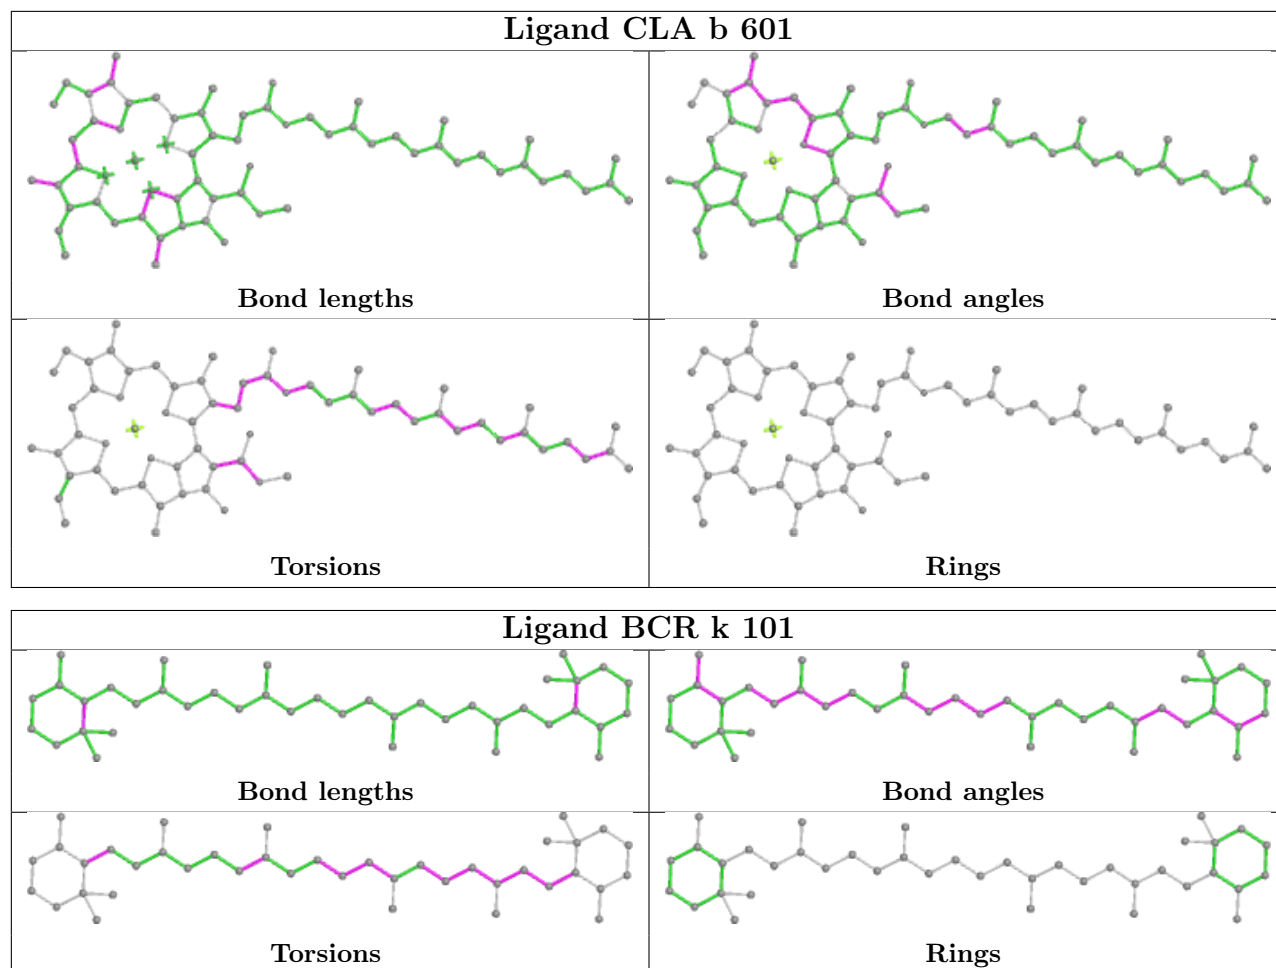 Ligand CLA b 601
Bond lengths
Bond angles
Torsions
Rings
Ligand BCR k 101
Bond lengths
Bond angles
Torsions
Rings